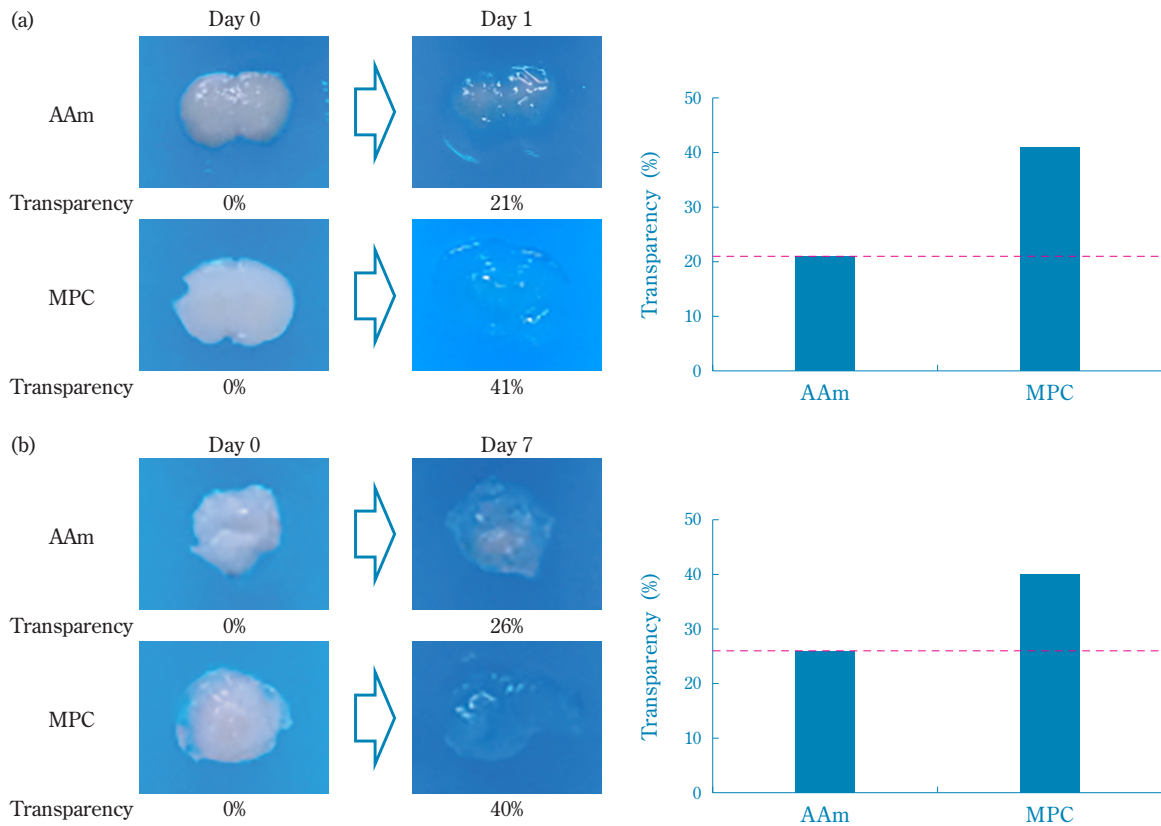 (a)
Day 0
Day 1
AAm
Transparency
0%
21%
MPC
Transparency
0%
41%
Transparency (%)
50
40
30
20
10
0
AAm
MPC
(b)
Day 0
Day 7
AAm
Transparency
0%
26%
MPC
Transparency
0%
40%
Transparency (%)
50
40
30
20
10
0
AAm
MPC